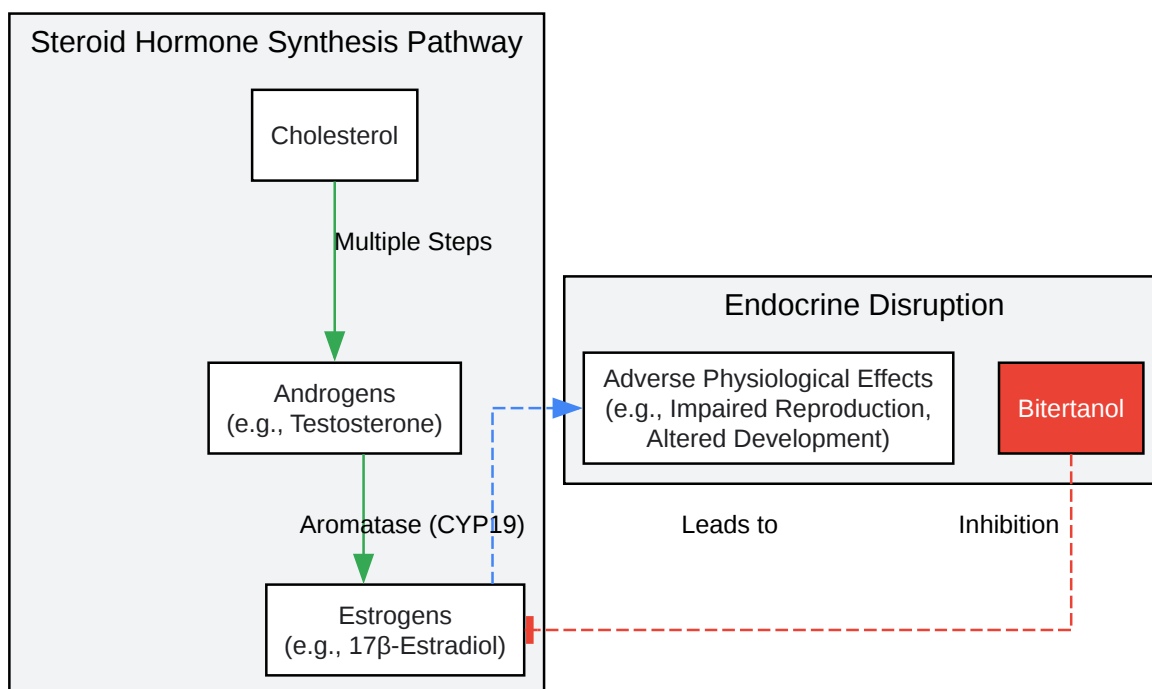 Steroid Hormone Synthesis Pathway
Cholesterol
Multiple Steps
Androgens
(e.g., Testosterone)
Aromatase (CYP19)
Estrogens
(e.g., 17β-Estradiol)
Endocrine Disruption
Adverse Physiological Effects
(e.g., Impaired Reproduction,
Altered Development)
Bitertanol
Leads to
Inhibition